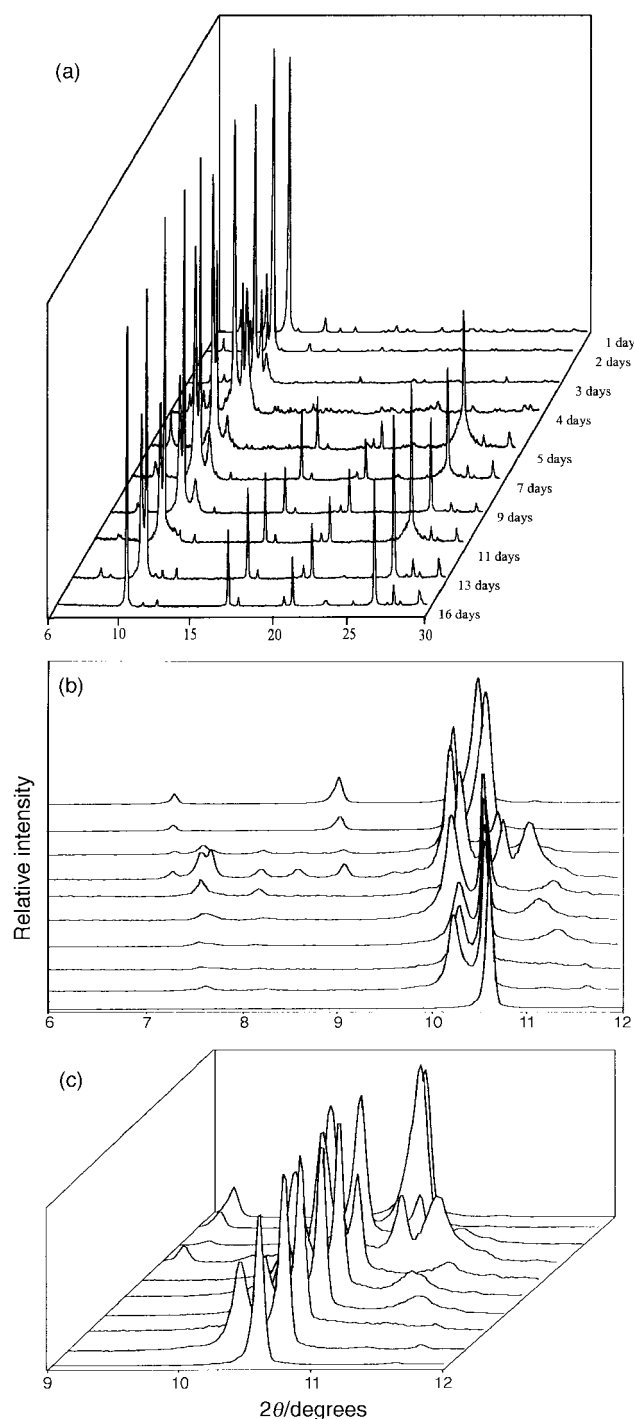 (a)
1 day
2 days
3 days
4 days
5 days
7 days
9 days
11 days
13 days
16 days
6 10 15 20 25 30
(b)
Relative intensity
6 7 8 9 10 11 12
(c)
9 10 11 12
2θ/degrees